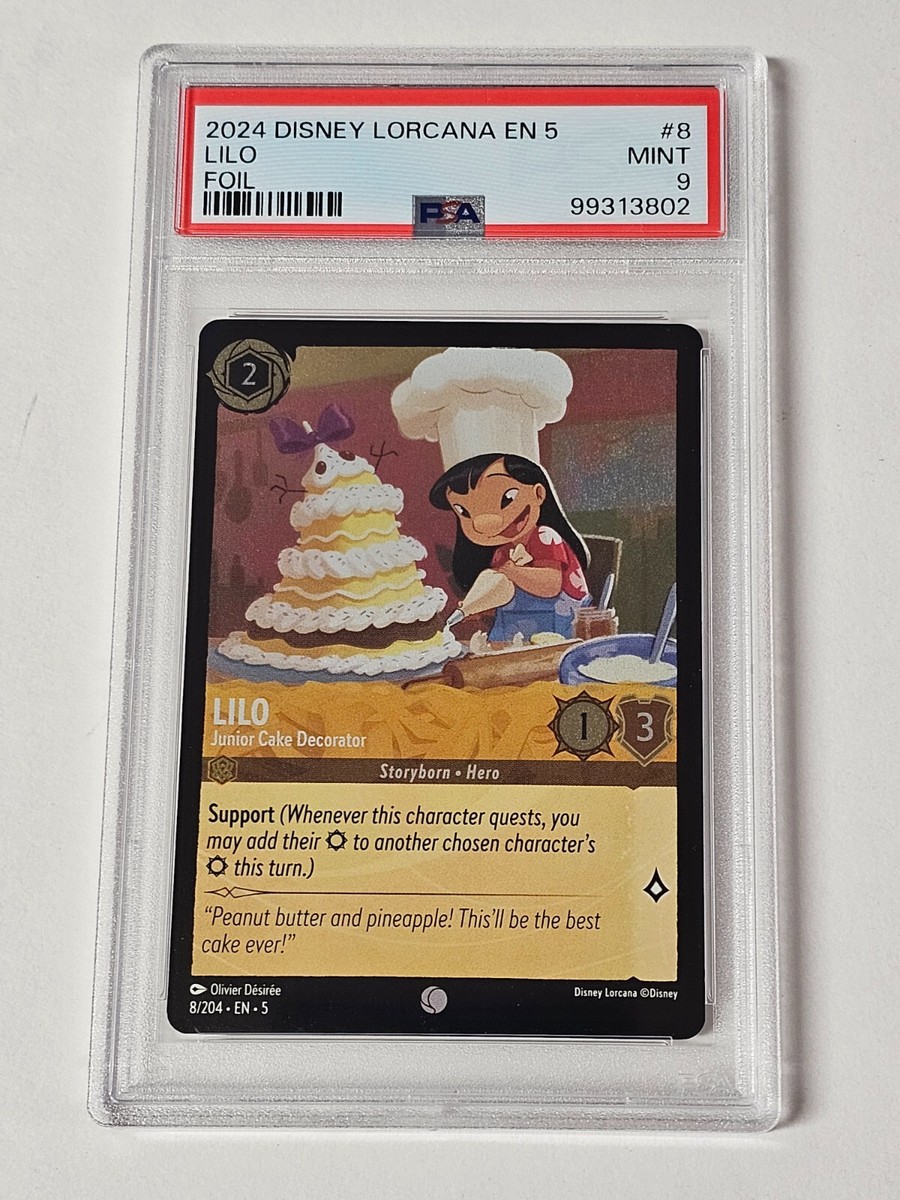 2024 DISNEY LORCANA EN 5 #8
LILO MINT
FOIL 9
PSA 99313802
2
LILO
Junior Cake Decorator
1 3
Storyborn • Hero
Support (Whenever this character quests, you
may add their to another chosen character's
this turn.)
“Peanut butter and pineapple! This'll be the best
cake ever!”
Olivier Désirée
8/204 • EN • 5
Disney Lorcana ©Disney